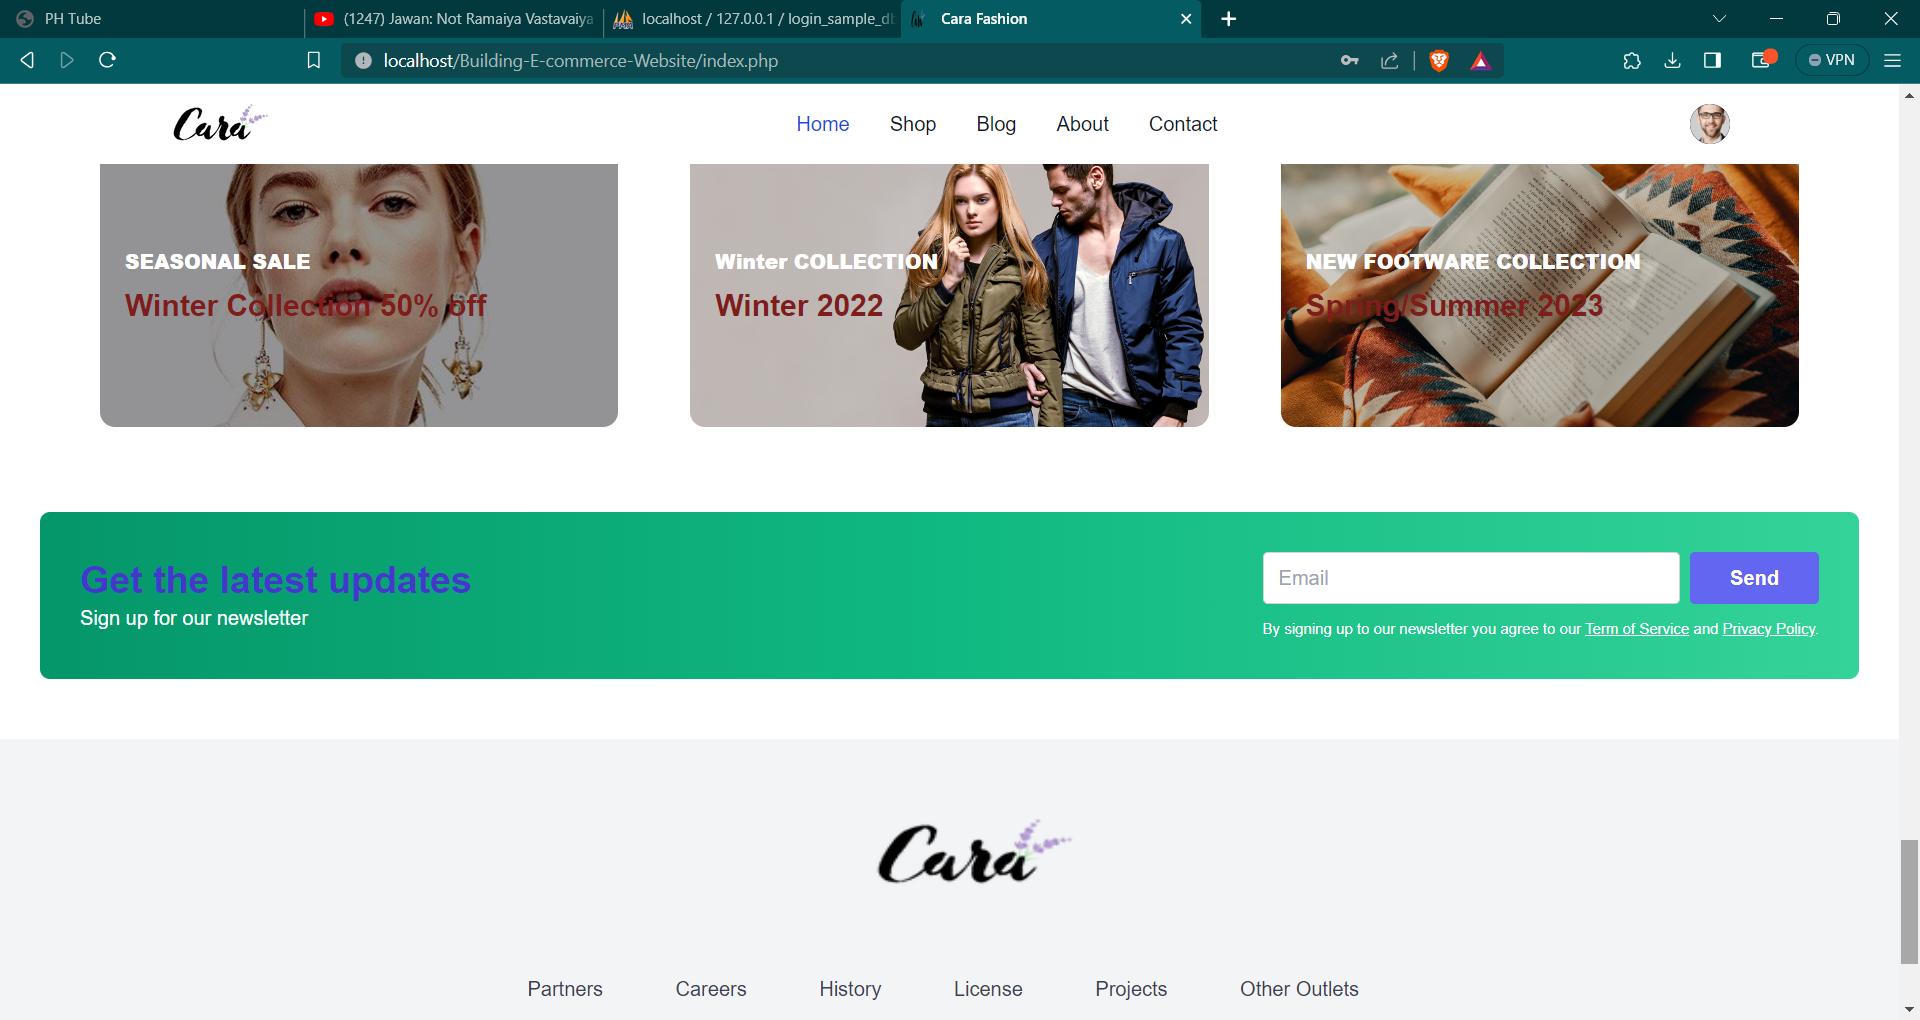 PH Tube
(1247) Jawan: Not Ramaiya Vastavaiya
localhost / 127.0.0.1 / login_sample_db
Cara Fashion
localhost/Building-E-commerce-Website/index.php
VPN
Cara
Home
Shop
Blog
About
Contact
SEASONAL SALE
Winter Collection 50% off
Winter COLLECTION
Winter 2022
NEW FOOTWARE COLLECTION
Spring/Summer 2023
Get the latest updates
Sign up for our newsletter
Email
Send
By signing up to our newsletter you agree to our Term of Service and Privacy Policy.
Cara
Partners
Careers
History
License
Projects
Other Outlets